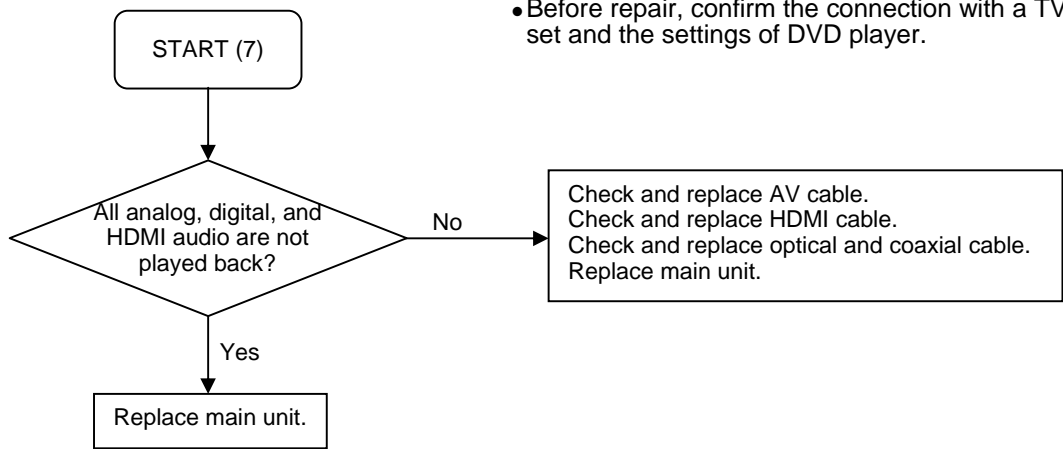 •Before repair, confirm the connection with a TV
set and the settings of DVD player.
START (7)
All analog, digital, and
HDMI audio are not
played back?
No
Check and replace AV cable.
Check and replace HDMI cable.
Check and replace optical and coaxial cable.
Replace main unit.
Yes
Replace main unit.